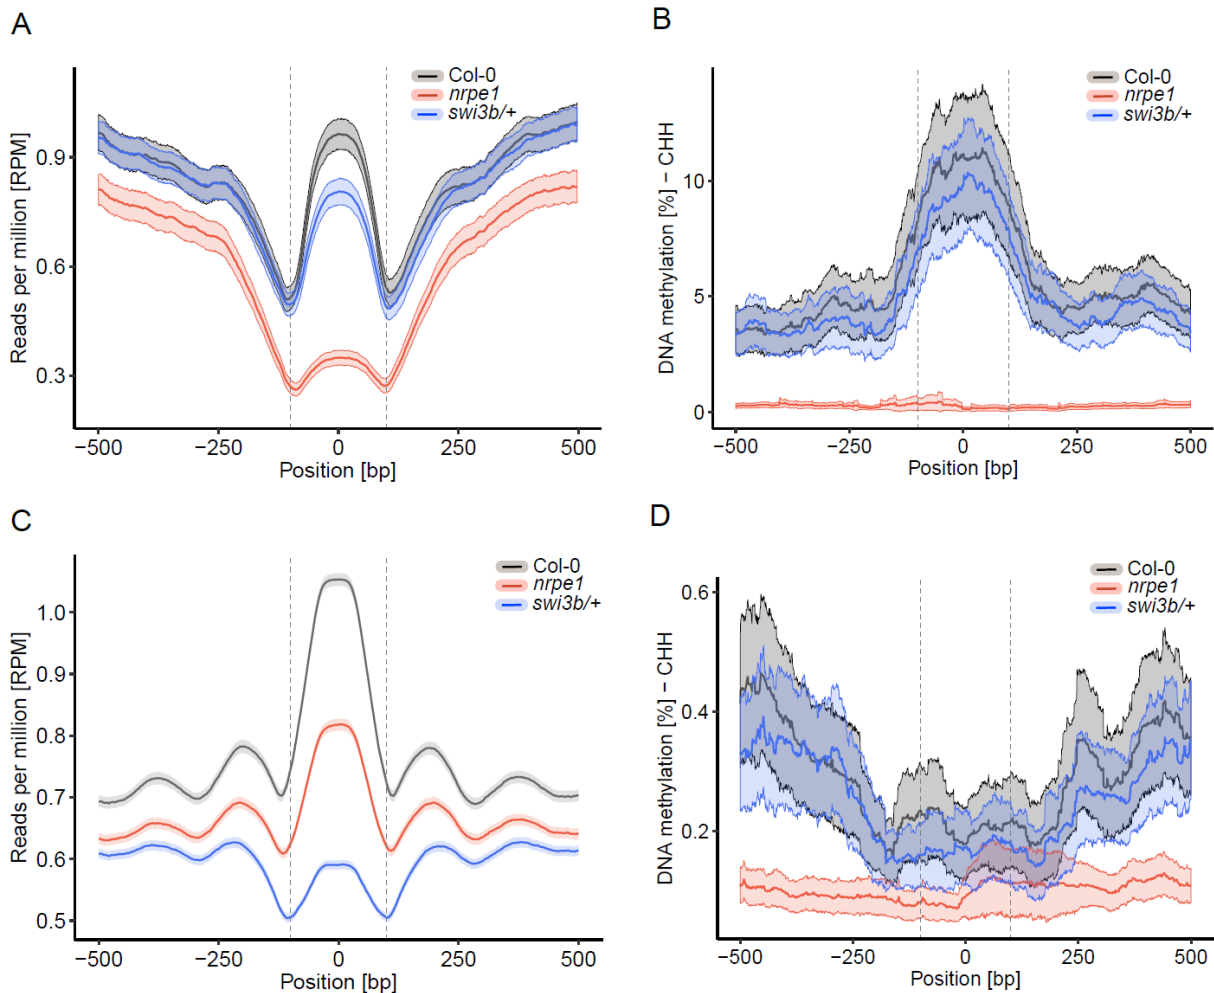 A
Reads per million [RPM]
0.9
0.6
0.3
Col-0
nrpe1
swi3b/+
−500
−250
0
250
500
Position [bp]
B
DNA methylation [%] − CHH
10
5
0
Col-0
nrpe1
swi3b/+
−500
−250
0
250
500
Position [bp]
C
Reads per million [RPM]
1.0
0.9
0.8
0.7
0.6
0.5
Col-0
nrpe1
swi3b/+
−500
−250
0
250
500
Position [bp]
D
DNA methylation [%] − CHH
0.6
0.4
0.2
Col-0
nrpe1
swi3b/+
−500
−250
0
250
500
Position [bp]